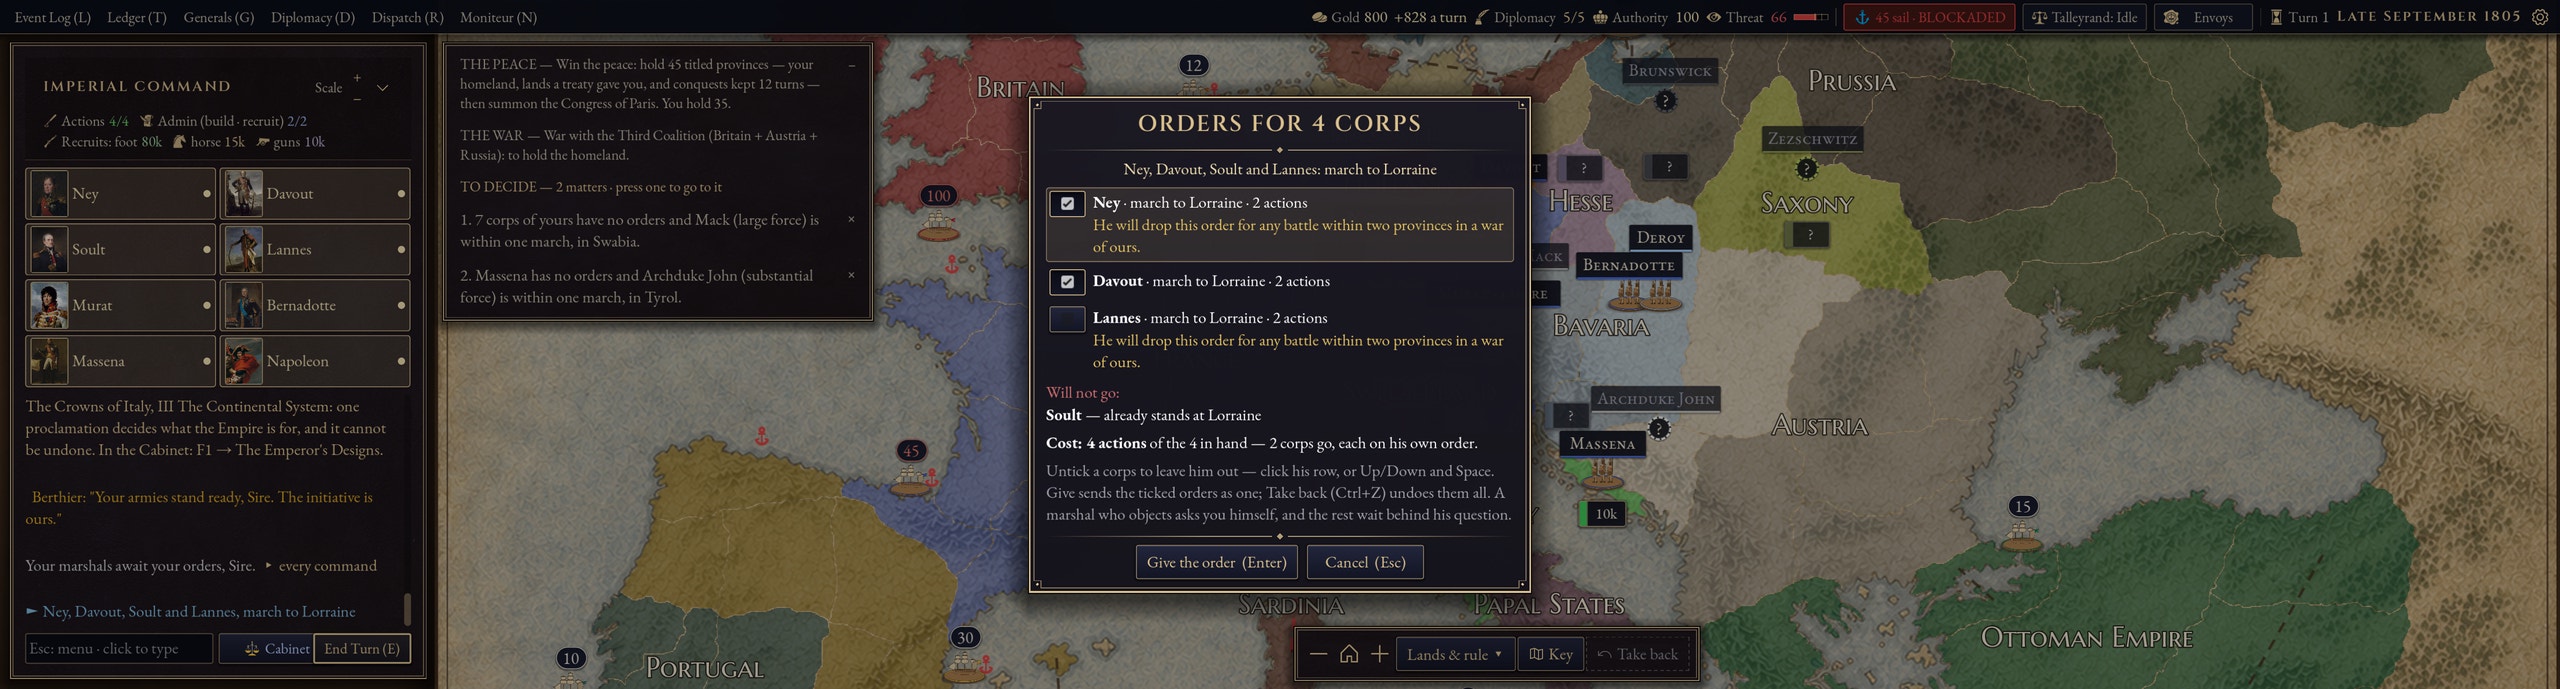 Event Log (L) Ledger (T) Generals (G) Diplomacy (D) Dispatch (R) Moniteur (N)
Gold 800 +828 a turn Diplomacy 5/5 Authority 100 Threat 66 45 sail · BLOCKADED Talleyrand: Idle Envoys Turn 1 LATE SEPTEMBER 1805
IMPERIAL COMMAND
Scale + −
Actions 4/4 Admin (build · recruit) 2/2
Recruits: foot 80k horse 15k guns 10k
Ney
Davout
Soult
Lannes
Murat
Bernadotte
Massena
Napoleon
The Crowns of Italy, III The Continental System: one
proclamation decides what the Empire is for, and it cannot
be undone. In the Cabinet: F1 → The Emperor's Designs.
Berthier: "Your armies stand ready, Sire. The initiative is
ours."
Your marshals await your orders, Sire. ▸ every command
► Ney, Davout, Soult and Lannes, march to Lorraine
Esc: menu · click to type
Cabinet
End Turn (E)
THE PEACE — Win the peace: hold 45 titled provinces — your
homeland, lands a treaty gave you, and conquests kept 12 turns —
then summon the Congress of Paris. You hold 35.
THE WAR — War with the Third Coalition (Britain + Austria +
Russia): to hold the homeland.
TO DECIDE — 2 matters · press one to go to it
1. 7 corps of yours have no orders and Mack (large force) is ×
within one march, in Swabia.
2. Massena has no orders and Archduke John (substantial ×
force) is within one march, in Tyrol.
ORDERS FOR 4 CORPS
Ney, Davout, Soult and Lannes: march to Lorraine
Ney · march to Lorraine · 2 actions
He will drop this order for any battle within two provinces in a war
of ours.
Davout · march to Lorraine · 2 actions
Lannes · march to Lorraine · 2 actions
He will drop this order for any battle within two provinces in a war
of ours.
Will not go:
Soult — already stands at Lorraine
Cost: 4 actions of the 4 in hand — 2 corps go, each on his own order.
Untick a corps to leave him out — click his row, or Up/Down and Space.
Give sends the ticked orders as one; Take back (Ctrl+Z) undoes them all. A
marshal who objects asks you himself, and the rest wait behind his question.
Give the order (Enter)
Cancel (Esc)
BRITAIN
12
100
45
30
10
15
PORTUGAL
BRUNSWICK
?
PRUSSIA
ZEZSCHWITZ
?
?
?
HESSE
SAXONY
?
DEROY
BERNADOTTE
BAVARIA
ARCHDUKE JOHN
?
?
MASSENA
10k
AUSTRIA
SARDINIA
PAPAL STATES
OTTOMAN EMPIRE
− + Lands & rule ▾ Key Take back